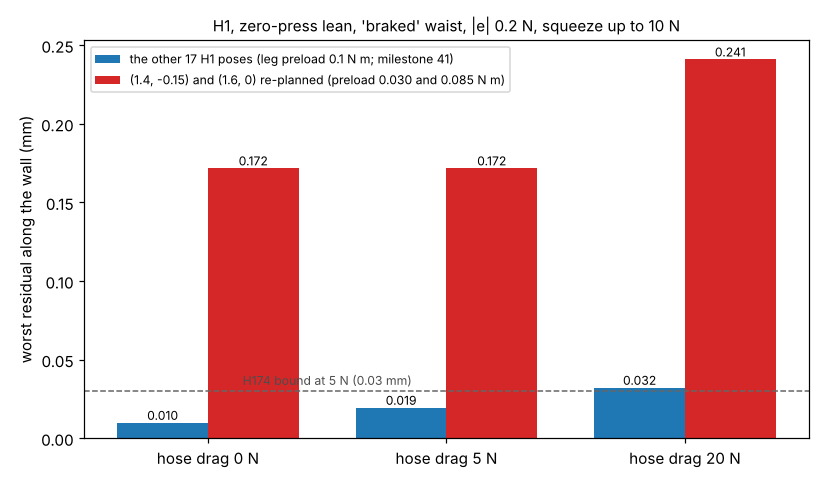 H1, zero-press lean, 'braked' waist, |e| 0.2 N, squeeze up to 10 N
worst residual along the wall (mm)
0.25
0.20
0.15
0.10
0.05
0.00
the other 17 H1 poses (leg preload 0.1 N m; milestone 41)
(1.4, -0.15) and (1.6, 0) re-planned (preload 0.030 and 0.085 N m)
H174 bound at 5 N (0.03 mm)
0.010
0.172
0.019
0.172
0.032
0.241
hose drag 0 N
hose drag 5 N
hose drag 20 N